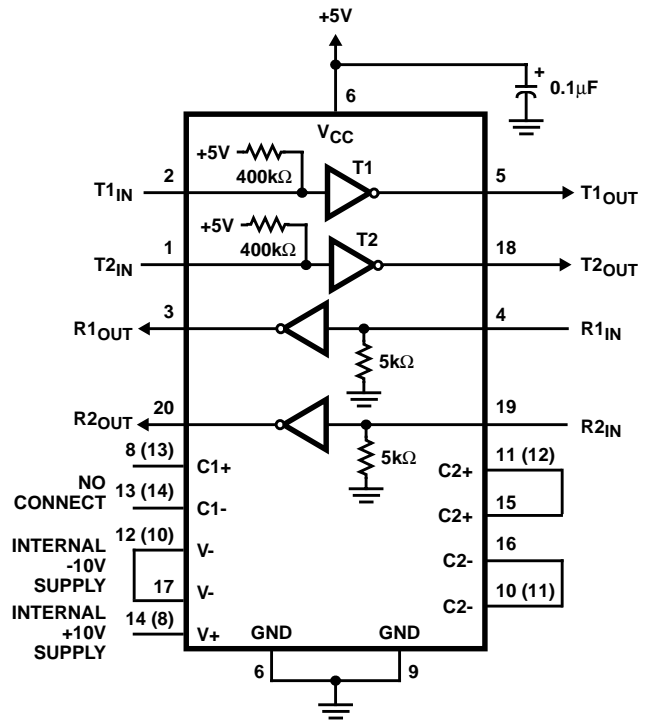 +5V
+
0.1μF
6
VCC
+5V
400kΩ
T1
2
5
T1IN
T1OUT
+5V
400kΩ
T2
1
18
T2IN
T2OUT
3
4
R1OUT
R1IN
5kΩ
20
19
R2OUT
R2IN
5kΩ
8 (13)
C1+
NO
CONNECT
13 (14)
C1-
11 (12)
C2+
15
C2+
12 (10)
V-
INTERNAL
-10V
SUPPLY
17
V-
16
C2-
10 (11)
C2-
INTERNAL
+10V
SUPPLY
14 (8)
V+
GND
GND
6
9